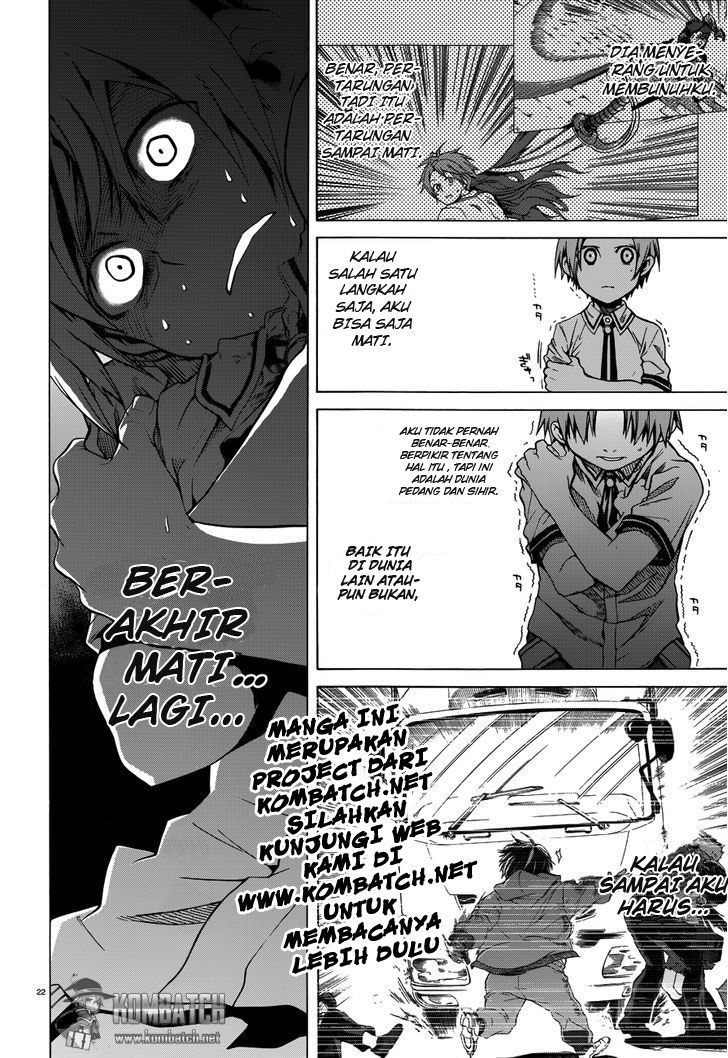 DIA MENYE-
RANG UNTUK
MEMBUNUHKU.
BENAR, PER-
TARUNGAN
TADI ITU
ADALAH PER-
TARUNGAN
SAMPAI MATI.
KALAU
SALAH SATU
LANGKAH
SAJA, AKU
BISA SAJA
MATI.
AKU TIDAK PERNAH
BENAR-BENAR
BERPIKIR TENTANG
HAL ITU , TAPI INI
ADALAH DUNIA
PEDANG DAN SIHIR.
BAIK ITU
DI DUNIA
LAIN ATAU-
PUN BUKAN,
KALAU
SAMPAI AKU
HARUS...
MANGA INI
MERUPAKAN
PROJECT DARI
KOMBATCH.NET
SILAHKAN
KUNJUNGI WEB
KAMI DI
WWW.KOMBATCH.NET
UNTUK
MEMBACANYA
LEBIH DULU
BER-
AKHIR
MATI...
LAGI...
22
KOMBATCH
www.kombatch.net